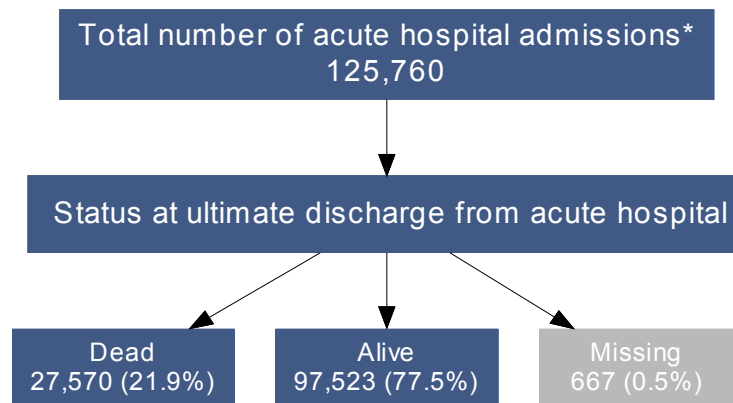 Total number of acute hospital admissions*
125,760
Status at ultimate discharge from acute hospital
Dead
27,570 (21.9%)
Alive
97,523 (77.5%)
Missing
667 (0.5%)